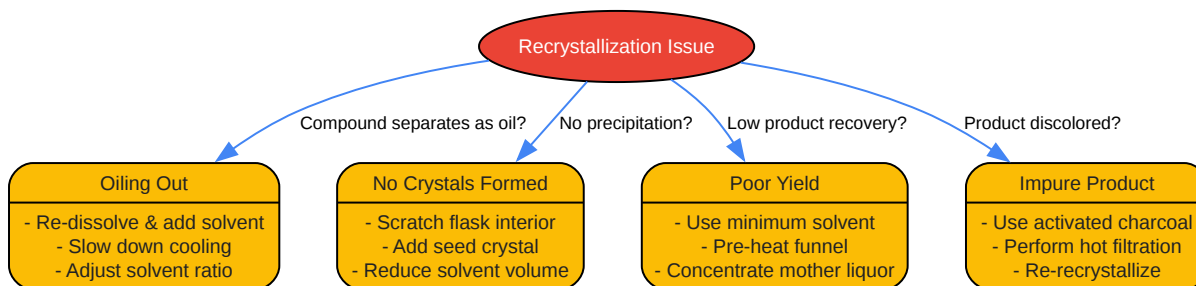 Recrystallization Issue
Compound separates as oil?
No precipitation?
Low product recovery?
Product discolored?
Oiling Out
- Re-dissolve & add solvent
- Slow down cooling
- Adjust solvent ratio
No Crystals Formed
- Scratch flask interior
- Add seed crystal
- Reduce solvent volume
Poor Yield
- Use minimum solvent
- Pre-heat funnel
- Concentrate mother liquor
Impure Product
- Use activated charcoal
- Perform hot filtration
- Re-recrystallize